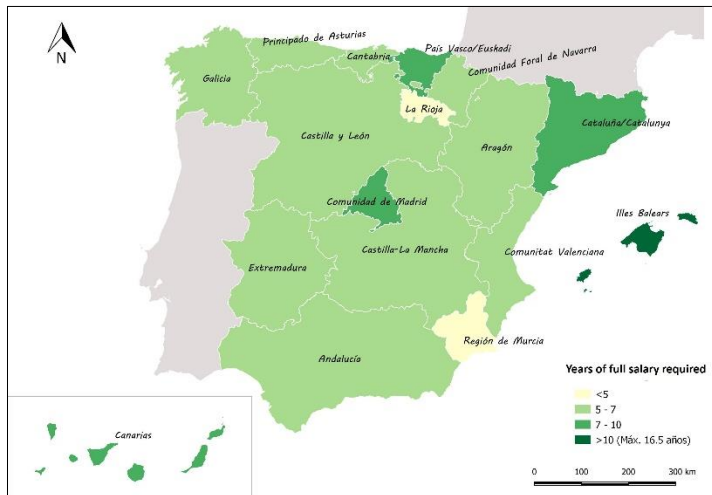 N
Principado de Asturias
Cantabria
País Vasco/Euskadi
Comunidad Foral de Navarra
Galicia
La Rioja
Castilla y León
Aragón
Cataluña/Catalunya
Comunidad de Madrid
Illes Balears
Castilla-La Mancha
Comunitat Valenciana
Extremadura
Región de Murcia
Andalucía
Canarias
Years of full salary required
<5
5 - 7
7 - 10
>10 (Máx. 16.5 años)
0 100 200 300 km